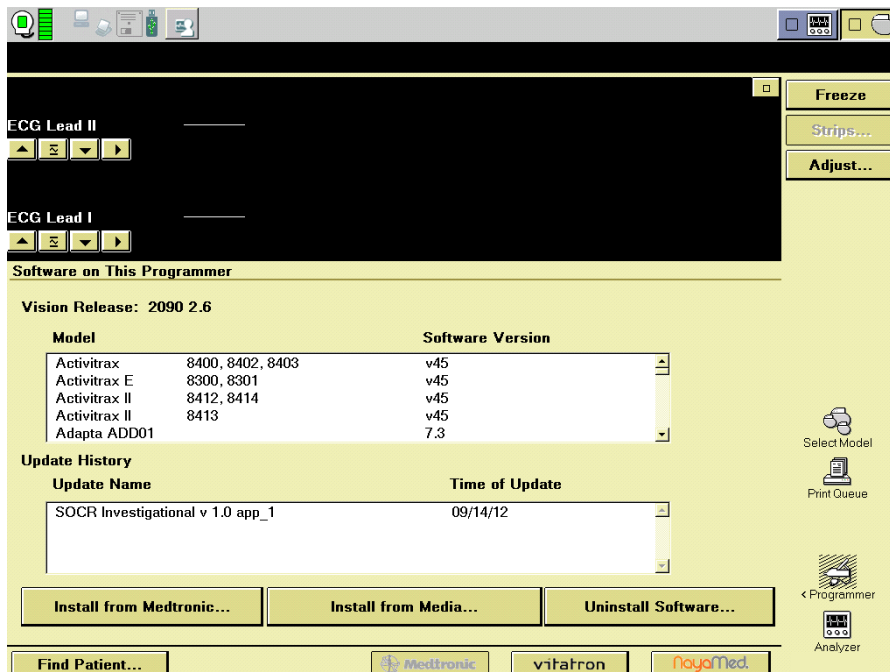 Freeze
ECG Lead II
Strips...
Adjust...
ECG Lead I
Software on This Programmer
Vision Release: 2090 2.6
Model Software Version
Activitrax 8400, 8402, 8403 v45
Activitrax E 8300, 8301 v45
Activitrax II 8412, 8414 v45
Activitrax II 8413 v45
Adapta ADD01 7.3
Select Model
Update History
Update Name Time of Update
Print Queue
SOCR Investigational v 1.0 app_1 09/14/12
< Programmer
Install from Medtronic... Install from Media... Uninstall Software...
Analyzer
Find Patient... Medtronic vitatron NayaMed.